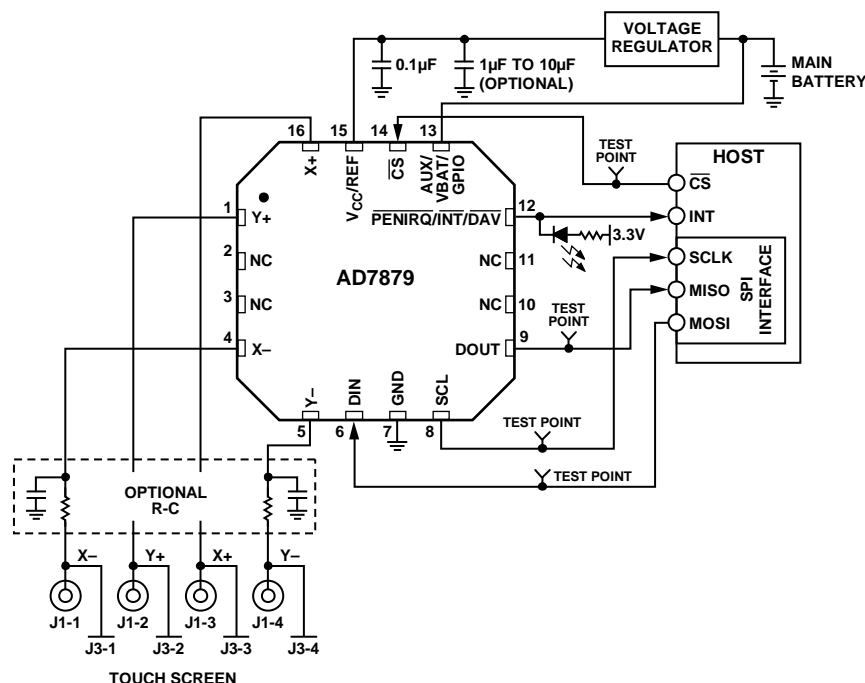 VOLTAGE
REGULATOR
0.1µF
1µF TO 10µF
(OPTIONAL)
MAIN
BATTERY
16
15
14
13
TEST
POINT
HOST
X+
VCC/REF
CS
AUX/
VBAT/
GPIO
CS
1
Y+
PENIRQ/INT/DAV
12
INT
3.3V
2
NC
NC
11
SCLK
AD7879
SPI
INTERFACE
3
NC
NC
10
MISO
TEST
POINT
MOSI
4
X–
DOUT
9
Y–
DIN
GND
SCL
5
6
7
8
TEST POINT
TEST POINT
OPTIONAL
R-C
X–
Y+
X+
Y–
J1-1
J1-2
J1-3
J1-4
J3-1
J3-2
J3-3
J3-4
TOUCH SCREEN